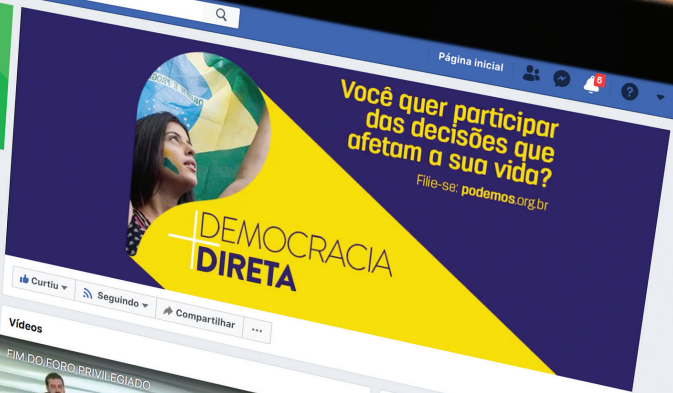 Página inicial
6
?
Você quer participar
das decisões que
afetam a sua vida?
Filie-se: podemos.org.br
+DEMOCRACIA
DIRETA
Curtiu
Seguindo
Compartilhar
...
Vídeos
FIM DO FORO PRIVILEGIADO